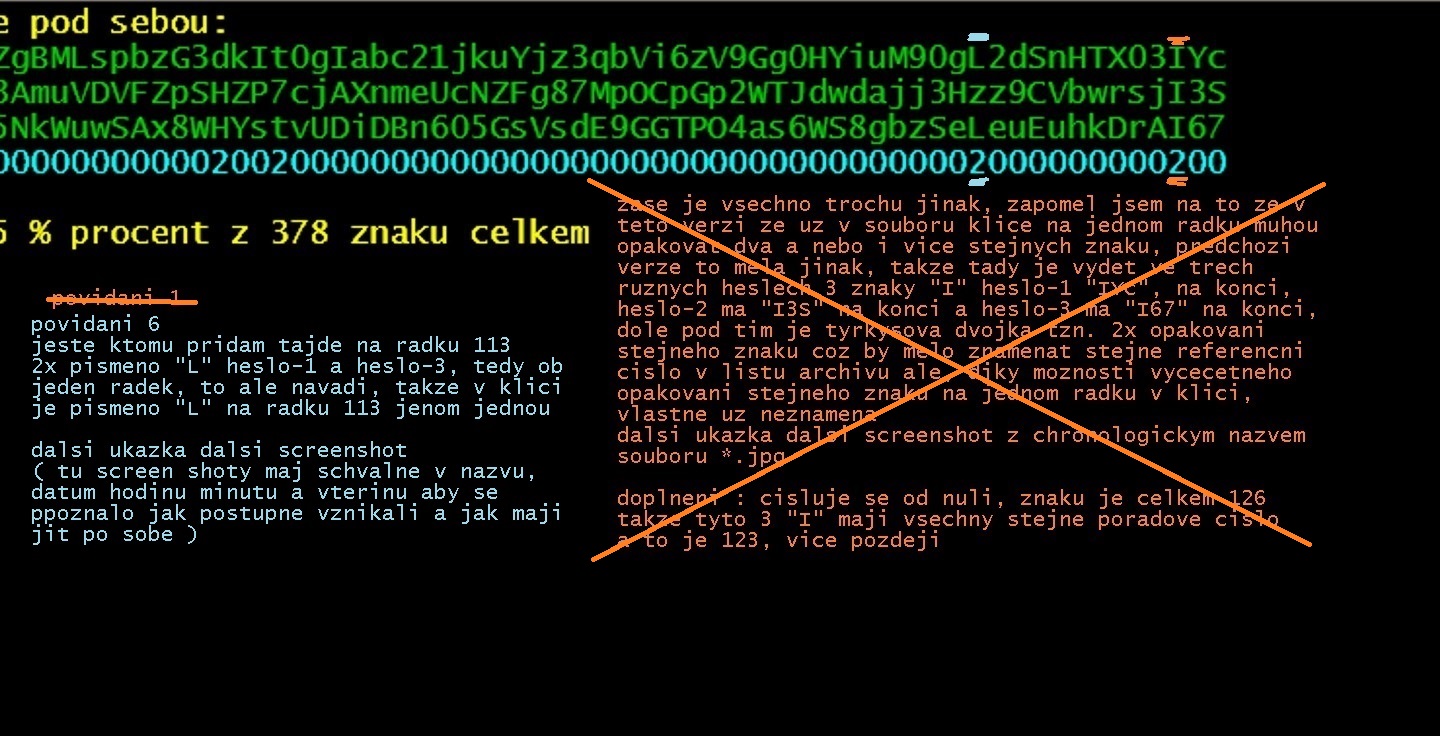 e pod sebou:
ZgBMLspbzG3dkIt0gIabc21jkuYjz3qbVi6zV9Gg0HYiuM90gL2dSnHTX03IYc
3AmuVDVFZpSHZP7cjAXnmeUcNZFg87MpOCpGp2WTJdwdajj3Hzz9CVbwrsjI3S
5NkWuwSAx8WHYstvUDiDBn605GsVsdE9GGTPO4as6WS8gbzSeLeuEuhkDrAI67
00000000000200200000000000000000000000000000000002000000000200
5 % procent z 378 znaku celkem
povidani 1
povidani 6
jeste ktomu pridam tajde na radku 113
2x pismeno "L" heslo-1 a heslo-3, tedy ob
jeden radek, to ale navadi, takze v klici
je pismeno "L" na radku 113 jenom jednou
dalsi ukazka dalsi screenshot
( tu screen shoty maj schvalne v nazvu,
datum hodinu minutu a vterinu aby se
ppoznalo jak postupne vznikali a jak maji
jit po sobe )
zase je vsechno trochu jinak, zapomel jsem na to ze v
teto verzi ze uz v souboru klice na jednom radku muhou
opakovat dva a nebo i vice stejnych znaku, predchozi
verze to mela jinak, takze tady je vydet ve trech
ruznych heslech 3 znaky "I" heslo-1 "IYc", na konci,
heslo-2 ma "I3S" na konci a heslo-3 ma "I67" na konci,
dole pod tim je tyrkysova dvojka tzn. 2x opakovani
stejneho znaku coz by melo znamenat stejne referencni
cislo v listu archivu ale, diky moznosti vycecetneho
opakovani stejneho znaku na jednom radku v klici,
vlastne uz neznamena
dalsi ukazka dalsi screenshot z chronologickym nazvem
souboru *.jpg
doplneni : cisluje se od nuli, znaku je celkem 126
takze tyto 3 "I" maji vsechny stejne poradove cislo
a to je 123, vice pozdeji